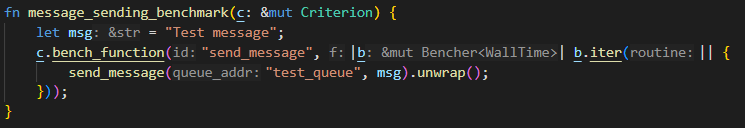 fn message_sending_benchmark(c: &mut Criterion) {
    let msg: &str = "Test message";
    c.bench_function(id: "send_message", f: |b: &mut Bencher<WallTime>| b.iter(routine: || {
        send_message(queue_addr: "test_queue", msg).unwrap();
    }));
}